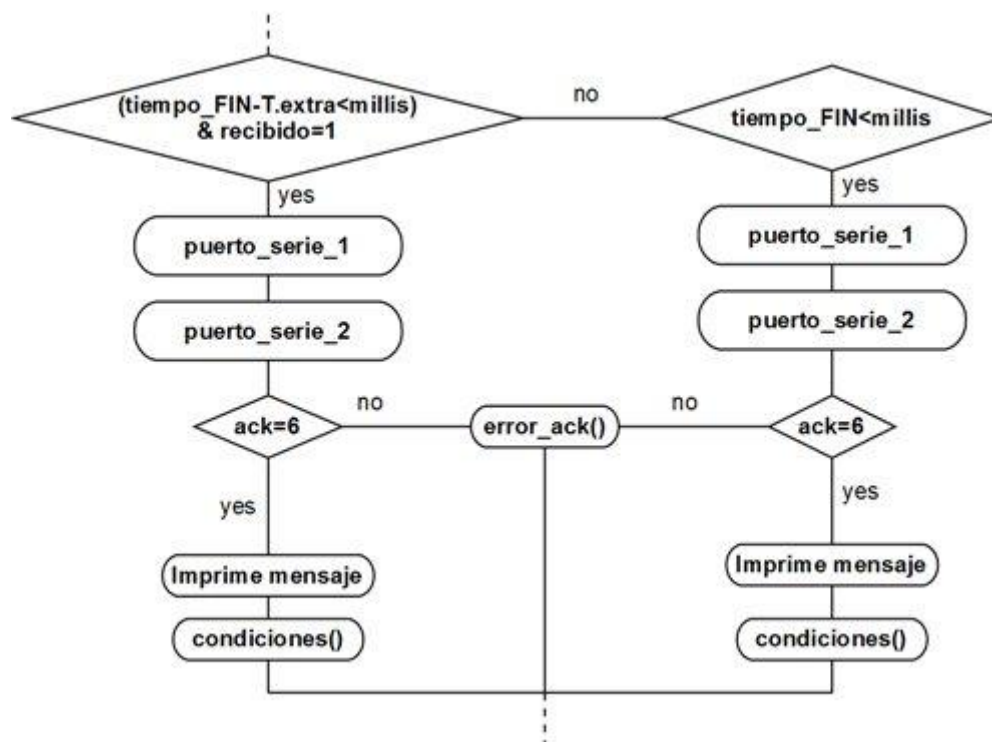 (tiempo_FIN-T.extra<millis)
& recibido=1
no
tiempo_FIN<millis
yes
yes
puerto_serie_1
puerto_serie_1
puerto_serie_2
puerto_serie_2
ack=6
no
error_ack()
no
ack=6
yes
yes
Imprime mensaje
Imprime mensaje
condiciones()
condiciones()